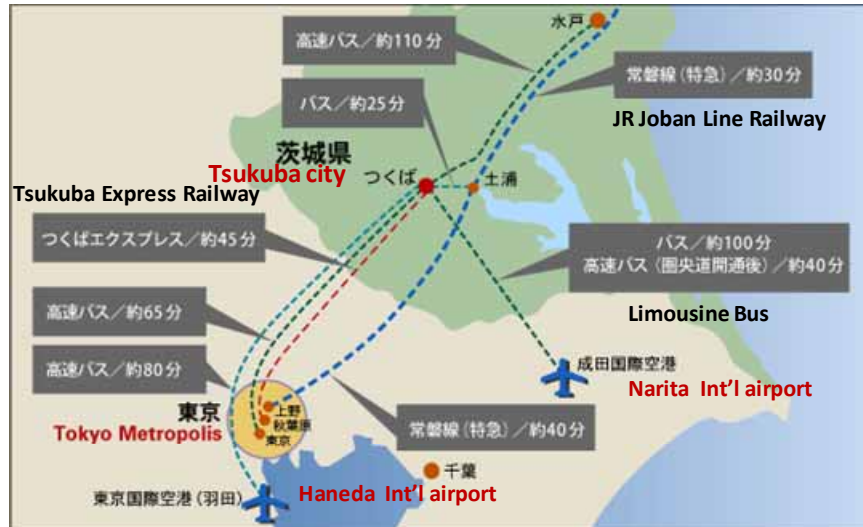 水戸
高速バス／約110分
常磐線(特急)／約30分
バス／約25分
JR Joban Line Railway
茨城県
Tsukuba city
つくば
土浦
Tsukuba Express Railway
つくばエクスプレス／約45分
バス／約100分
高速バス(圏央道開通後)／約40分
高速バス／約65分
Limousine Bus
高速バス／約80分
成田国際空港
Narita Int'l airport
東京
Tokyo Metropolis
上野
秋葉原
東京
常磐線(特急)／約40分
千葉
東京国際空港(羽田)
Haneda Int'l airport